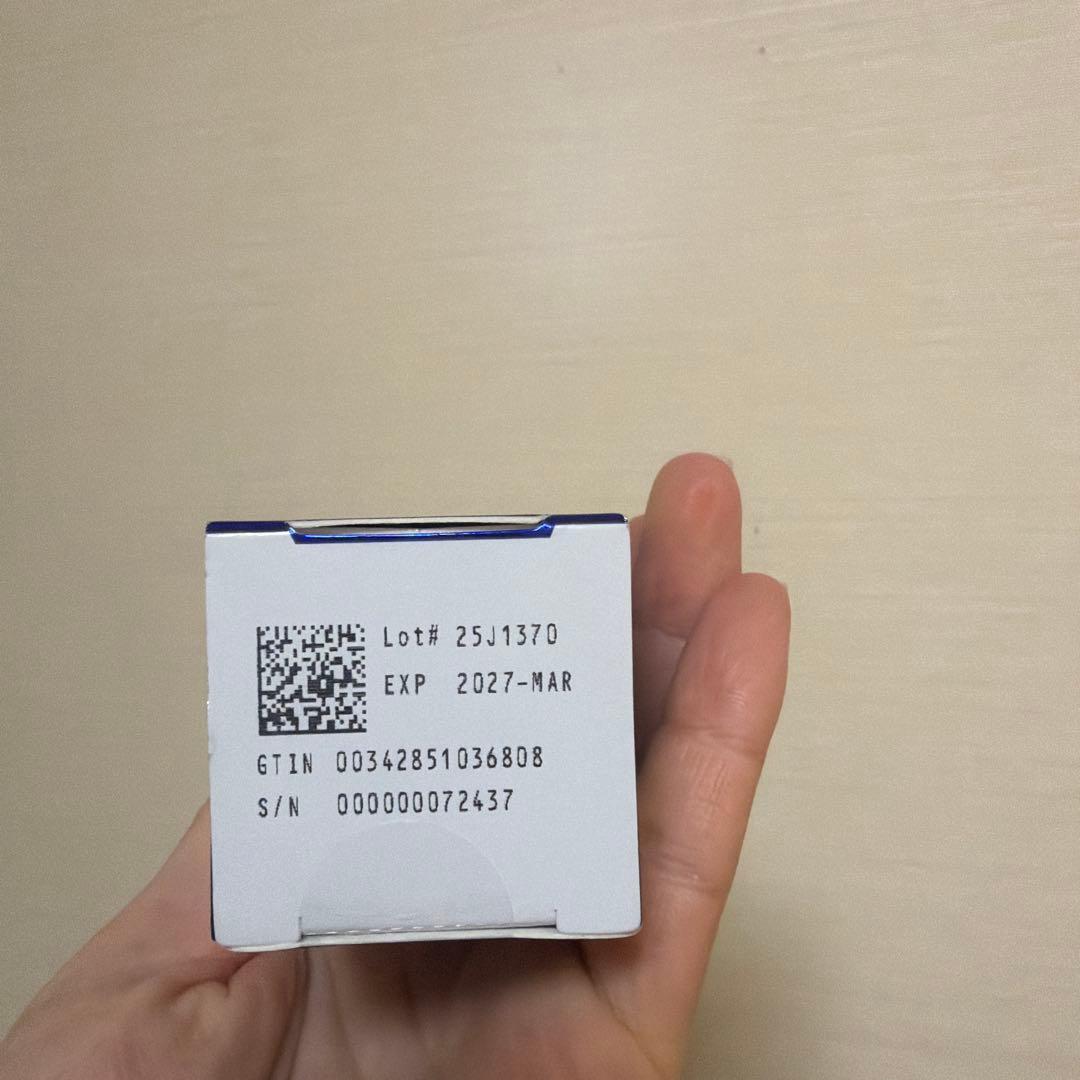 Lot# 25J1370
EXP 2027-MAR
GTIN 00342851036808
S/N 000000072437